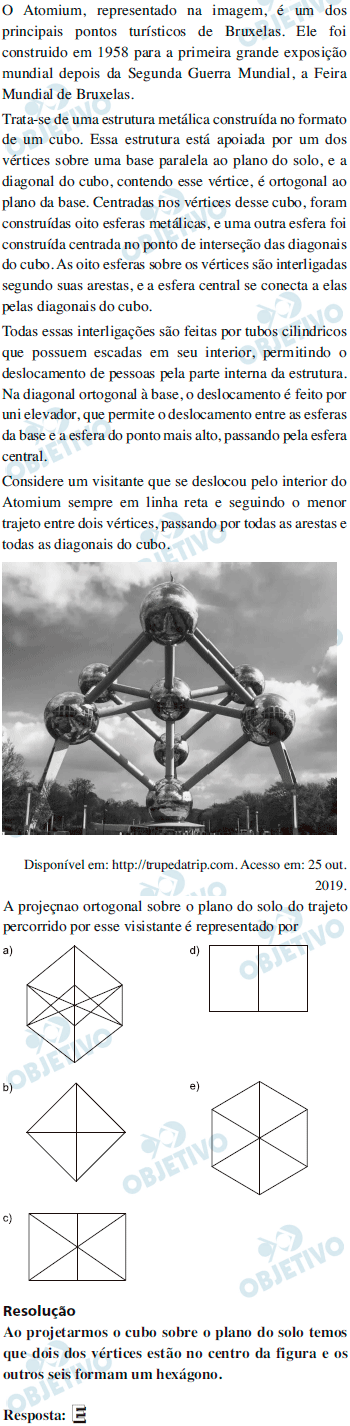 O Atomium, representado na imagem, é um dos
principais pontos turísticos de Bruxelas. Ele foi
construido em 1958 para a primeira grande exposição
mundial depois da Segunda Guerra Mundial, a Feira
Mundial de Bruxelas.
Trata-se de uma estrutura metálica construída no formato
de um cubo. Essa estrutura está apoiada por um dos
vértices sobre uma base paralela ao plano do solo, e a
diagonal do cubo, contendo esse vértice, é ortogonal ao
plano da base. Centradas nos vértices desse cubo, foram
construídas oito esferas metálicas, e uma outra esfera foi
construída centrada no ponto de interseção das diagonais
do cubo. As oito esferas sobre os vértices são interligadas
segundo suas arestas, e a esfera central se conecta a elas
pelas diagonais do cubo.
Todas essas interligações são feitas por tubos cilindricos
que possuem escadas em seu interior, permitindo o
deslocamento de pessoas pela parte interna da estrutura.
Na diagonal ortogonal à base, o deslocamento é feito por
uni elevador, que permite o deslocamento entre as esferas
da base e a esfera do ponto mais alto, passando pela esfera
central.
Considere um visitante que se deslocou pelo interior do
Atomium sempre em linha reta e seguindo o menor
trajeto entre dois vértices, passando por todas as arestas e
todas as diagonais do cubo.
Disponível em: http://trupedatrip.com. Acesso em: 25 out.
2019.
A projeçnao ortogonal sobre o plano do solo do trajeto
percorrido por esse visistante é representado por
a)
d)
b)
e)
c)
Resolução
Ao projetarmos o cubo sobre o plano do solo temos
que dois dos vértices estão no centro da figura e os
outros seis formam um hexágono.
Resposta: E
OBJETIVO
OBJETIVO
OBJETIVO
OBJETIVO
OBJETIVO
OBJETIVO
OBJETIVO
OBJETIVO
OBJETIVO
OBJETIVO
OBJETIVO